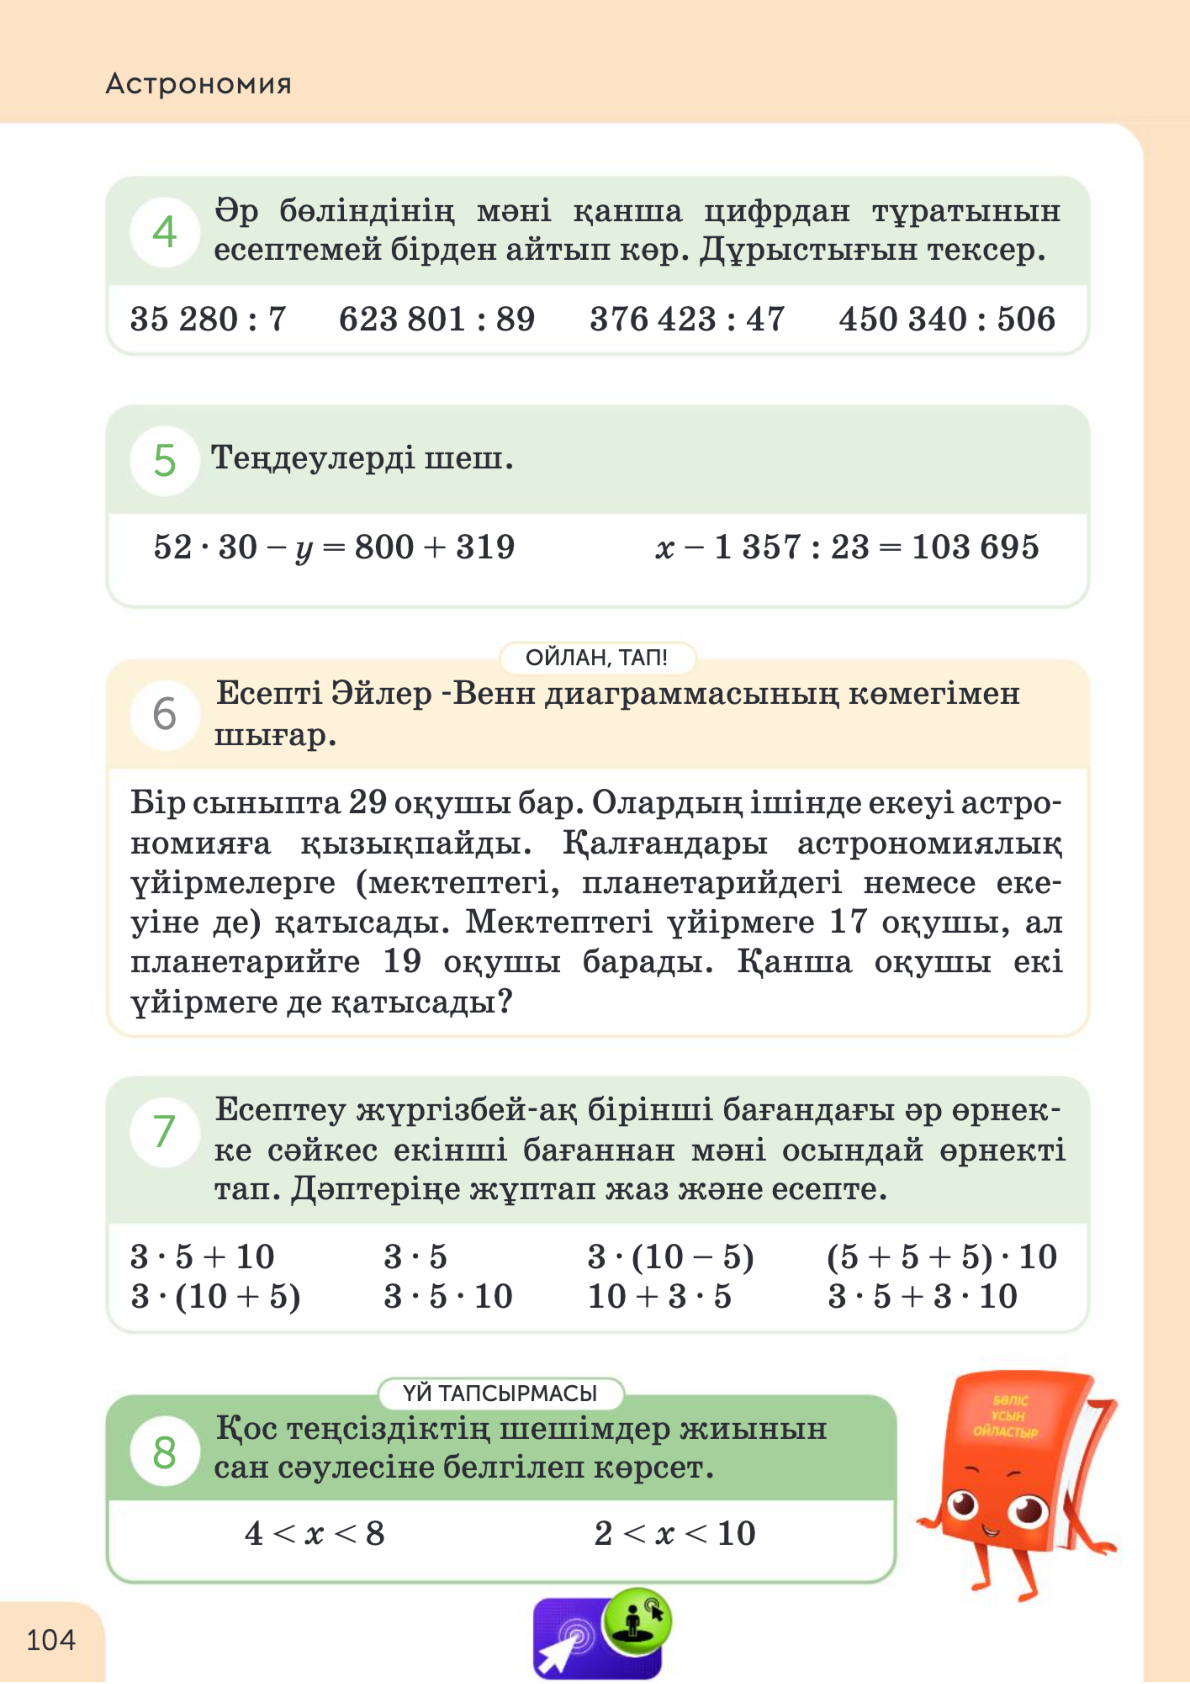 Астрономия
4
Әр бөліндінің мәні қанша цифрдан тұратынын
есептемей бірден айтып көр. Дұрыстығын тексер.
35 280 : 7 623 801 : 89 376 423 : 47 450 340 : 506
5
Теңдеулерді шеш.
52 · 30 – y = 800 + 319 x – 1 357 : 23 = 103 695
ОЙЛАН, ТАП!
6
Есепті Эйлер -Венн диаграммасының көмегімен
шығар.
Бір сыныпта 29 оқушы бар. Олардың ішінде екеуі астро-
номияға қызықпайды. Қалғандары астрономиялық
үйірмелерге (мектептегі, планетарийдегі немесе еке-
уіне де) қатысады. Мектептегі үйірмеге 17 оқушы, ал
планетарийге 19 оқушы барады. Қанша оқушы екі
үйірмеге де қатысады?
7
Есептеу жүргізбей-ақ бірінші бағандағы әр өрнек-
ке сәйкес екінші бағаннан мәні осындай өрнекті
тап. Дәптеріңе жұптап жаз және есепте.
3 · 5 + 10 3 · 5 3 · (10 – 5) (5 + 5 + 5) · 10
3 · (10 + 5) 3 · 5 · 10 10 + 3 · 5 3 · 5 + 3 · 10
ҮЙ ТАПСЫРМАСЫ
8
Қос теңсіздіктің шешімдер жиынын
сан сәулесіне белгілеп көрсет.
4 < x < 8 2 < x < 10
БӨЛІС
ҰСЫН
ОЙЛАСТЫР
104